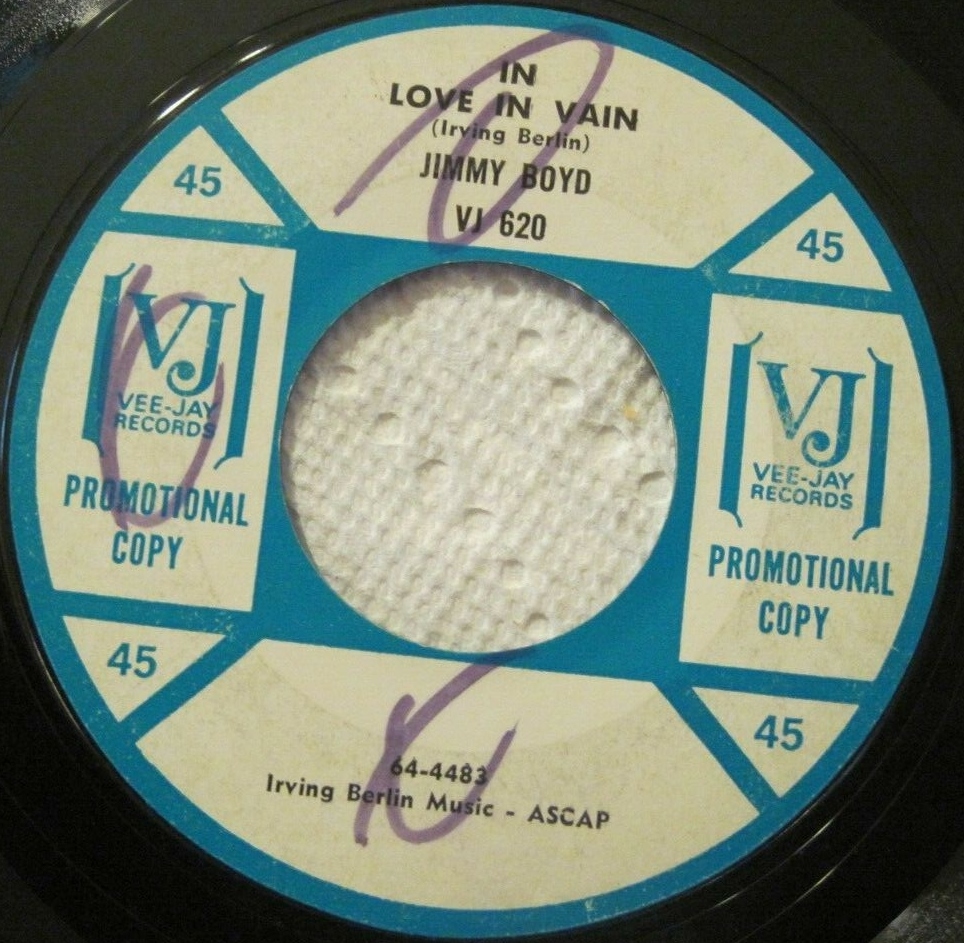 IN
LOVE IN VAIN
(Irving Berlin)
JIMMY BOYD
VJ 620
45
45
VJ
VEE-JAY
RECORDS
PROMOTIONAL
COPY
VJ
VEE-JAY
RECORDS
PROMOTIONAL
COPY
45
45
64-4483
Irving Berlin Music - ASCAP